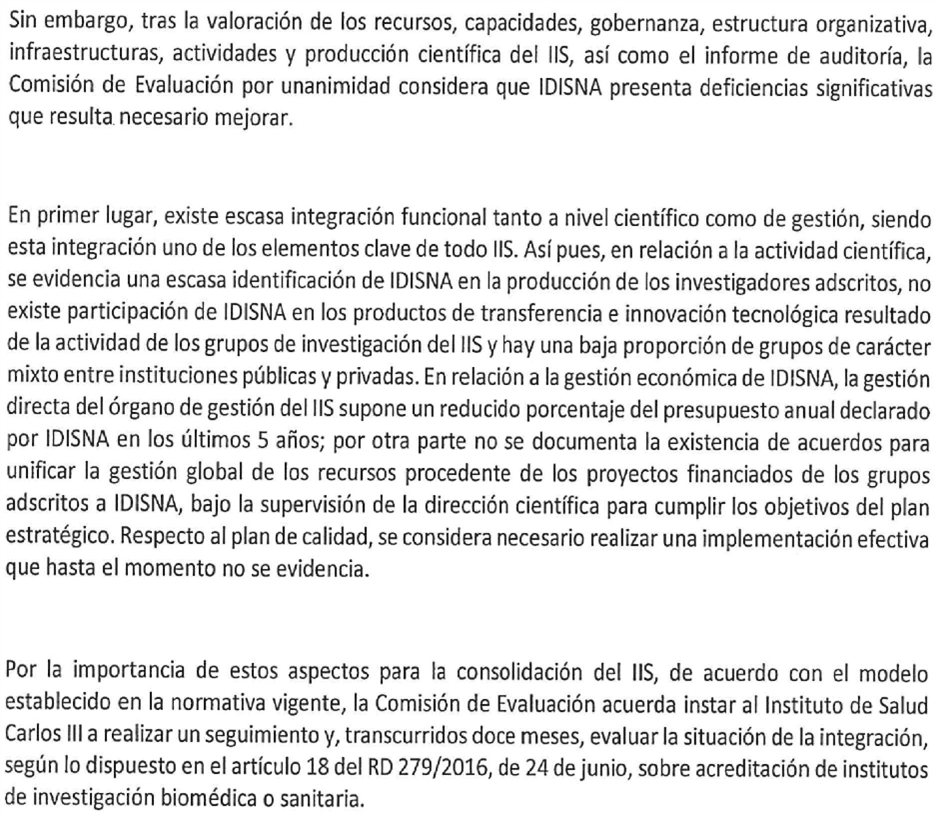 Sin embargo, tras la valoración de los recursos, capacidades, gobernanza, estructura organizativa,
infraestructuras, actividades y producción científica del IIS, así como el informe de auditoría, la
Comisión de Evaluación por unanimidad considera que IDISNA presenta deficiencias significativas
que resulta necesario mejorar.
En primer lugar, existe escasa integración funcional tanto a nivel científico como de gestión, siendo
esta integración uno de los elementos clave de todo IIS. Así pues, en relación a la actividad científica,
se evidencia una escasa identificación de IDISNA en la producción de los investigadores adscritos, no
existe participación de IDISNA en los productos de transferencia e innovación tecnológica resultado
de la actividad de los grupos de investigación del IIS y hay una baja proporción de grupos de carácter
mixto entre instituciones públicas y privadas. En relación a la gestión económica de IDISNA, la gestión
directa del órgano de gestión del IIS supone un reducido porcentaje del presupuesto anual declarado
por IDISNA en los últimos 5 años; por otra parte no se documenta la existencia de acuerdos para
unificar la gestión global de los recursos procedente de los proyectos financiados de los grupos
adscritos a IDISNA, bajo la supervisión de la dirección científica para cumplir los objetivos del plan
estratégico. Respecto al plan de calidad, se considera necesario realizar una implementación efectiva
que hasta el momento no se evidencia.
Por la importancia de estos aspectos para la consolidación del IIS, de acuerdo con el modelo
establecido en la normativa vigente, la Comisión de Evaluación acuerda instar al Instituto de Salud
Carlos III a realizar un seguimiento y, transcurridos doce meses, evaluar la situación de la integración,
según lo dispuesto en el artículo 18 del RD 279/2016, de 24 de junio, sobre acreditación de institutos
de investigación biomédica o sanitaria.